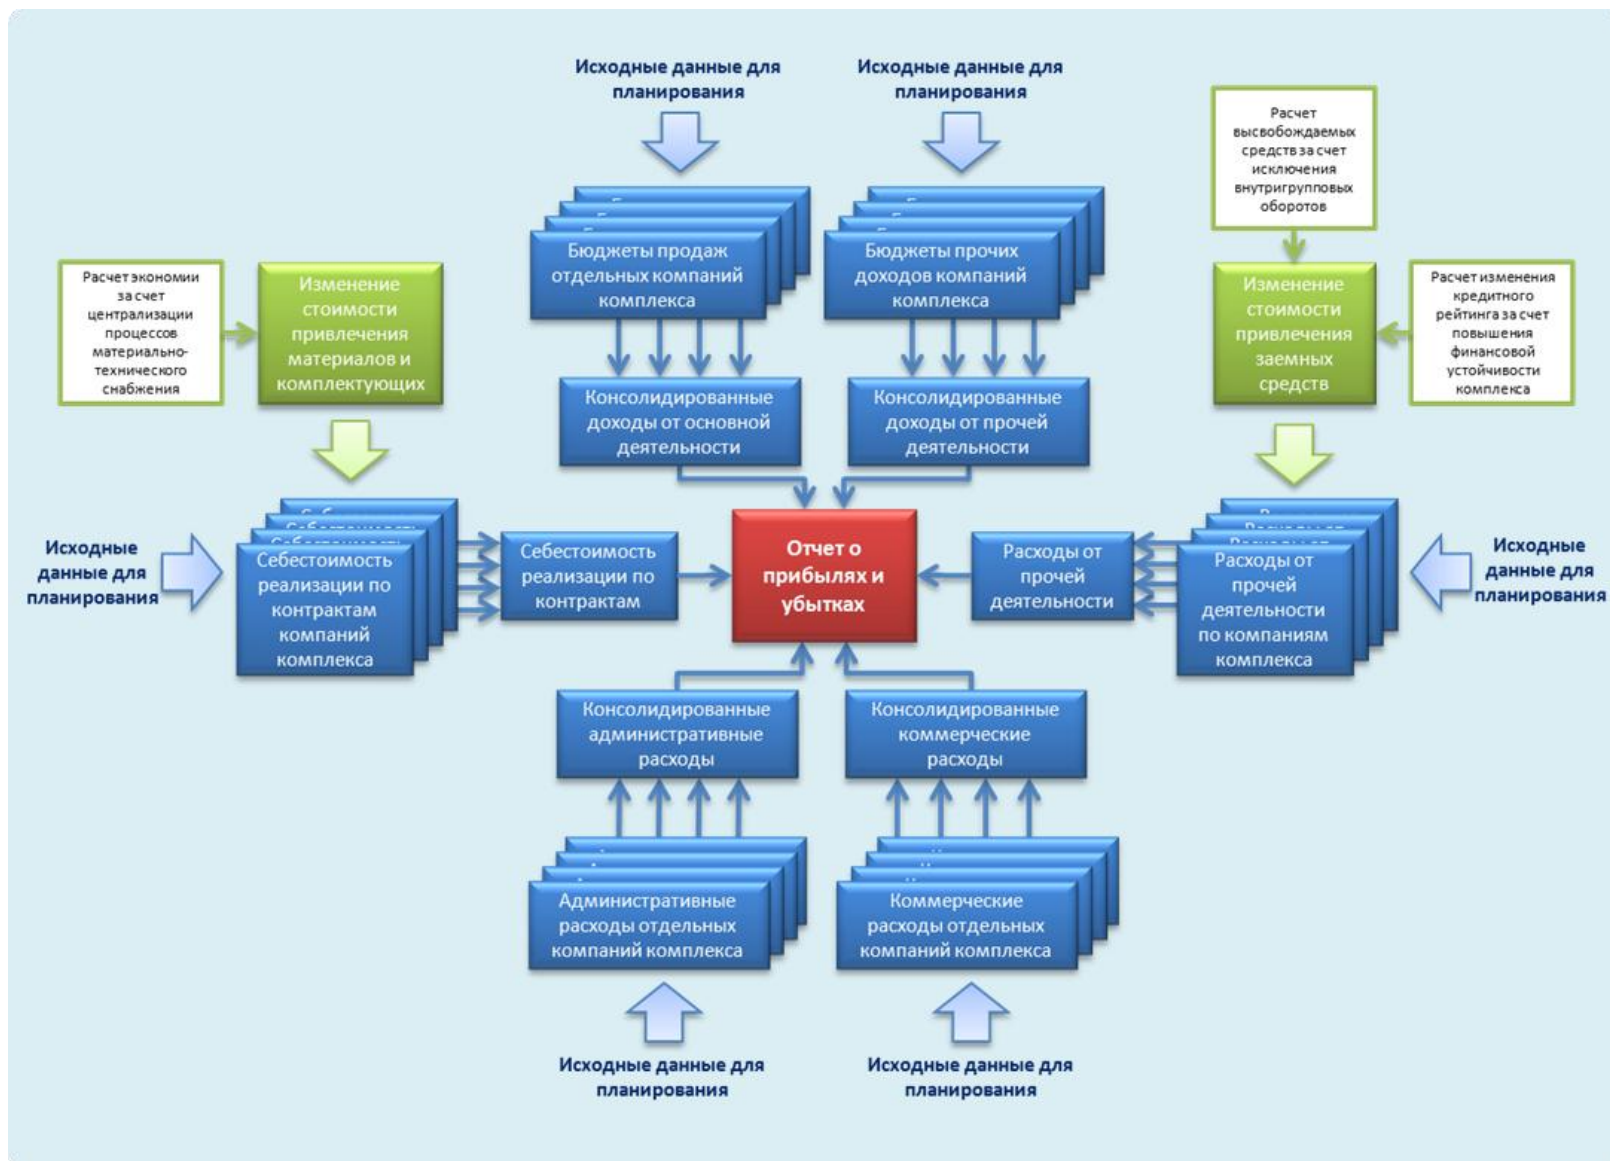 Исходные данные для
планирования
Исходные данные для
планирования
Расчет
высвобождаемых
средств за счет
исключения
внутригрупповых
оборотов
Бюджеты продаж
отдельных компаний
комплекса
Бюджеты прочих
доходов компаний
комплекса
Расчет экономии
за счет
централизации
процессов
материально-
технического
снабжения
Изменение
стоимости
привлечения
материалов и
комплектующих
Изменение
стоимости
привлечения
заемных
средств
Расчет изменения
кредитного
рейтинга за счет
повышения
финансовой
устойчивости
комплекса
Консолидированные
доходы от основной
деятельности
Консолидированные
доходы от прочей
деятельности
Исходные
данные для
планирования
Себестоимость
реализации по
контрактам
компаний
комплекса
Себестоимость
реализации по
контрактам
Отчет о
прибылях и
убытках
Расходы от
прочей
деятельности
Расходы от
прочей
деятельности
по компаниям
комплекса
Исходные
данные для
планирования
Консолидированные
административные
расходы
Консолидированные
коммерческие
расходы
Административные
расходы отдельных
компаний комплекса
Коммерческие
расходы отдельных
компаний комплекса
Исходные данные для
планирования
Исходные данные для
планирования